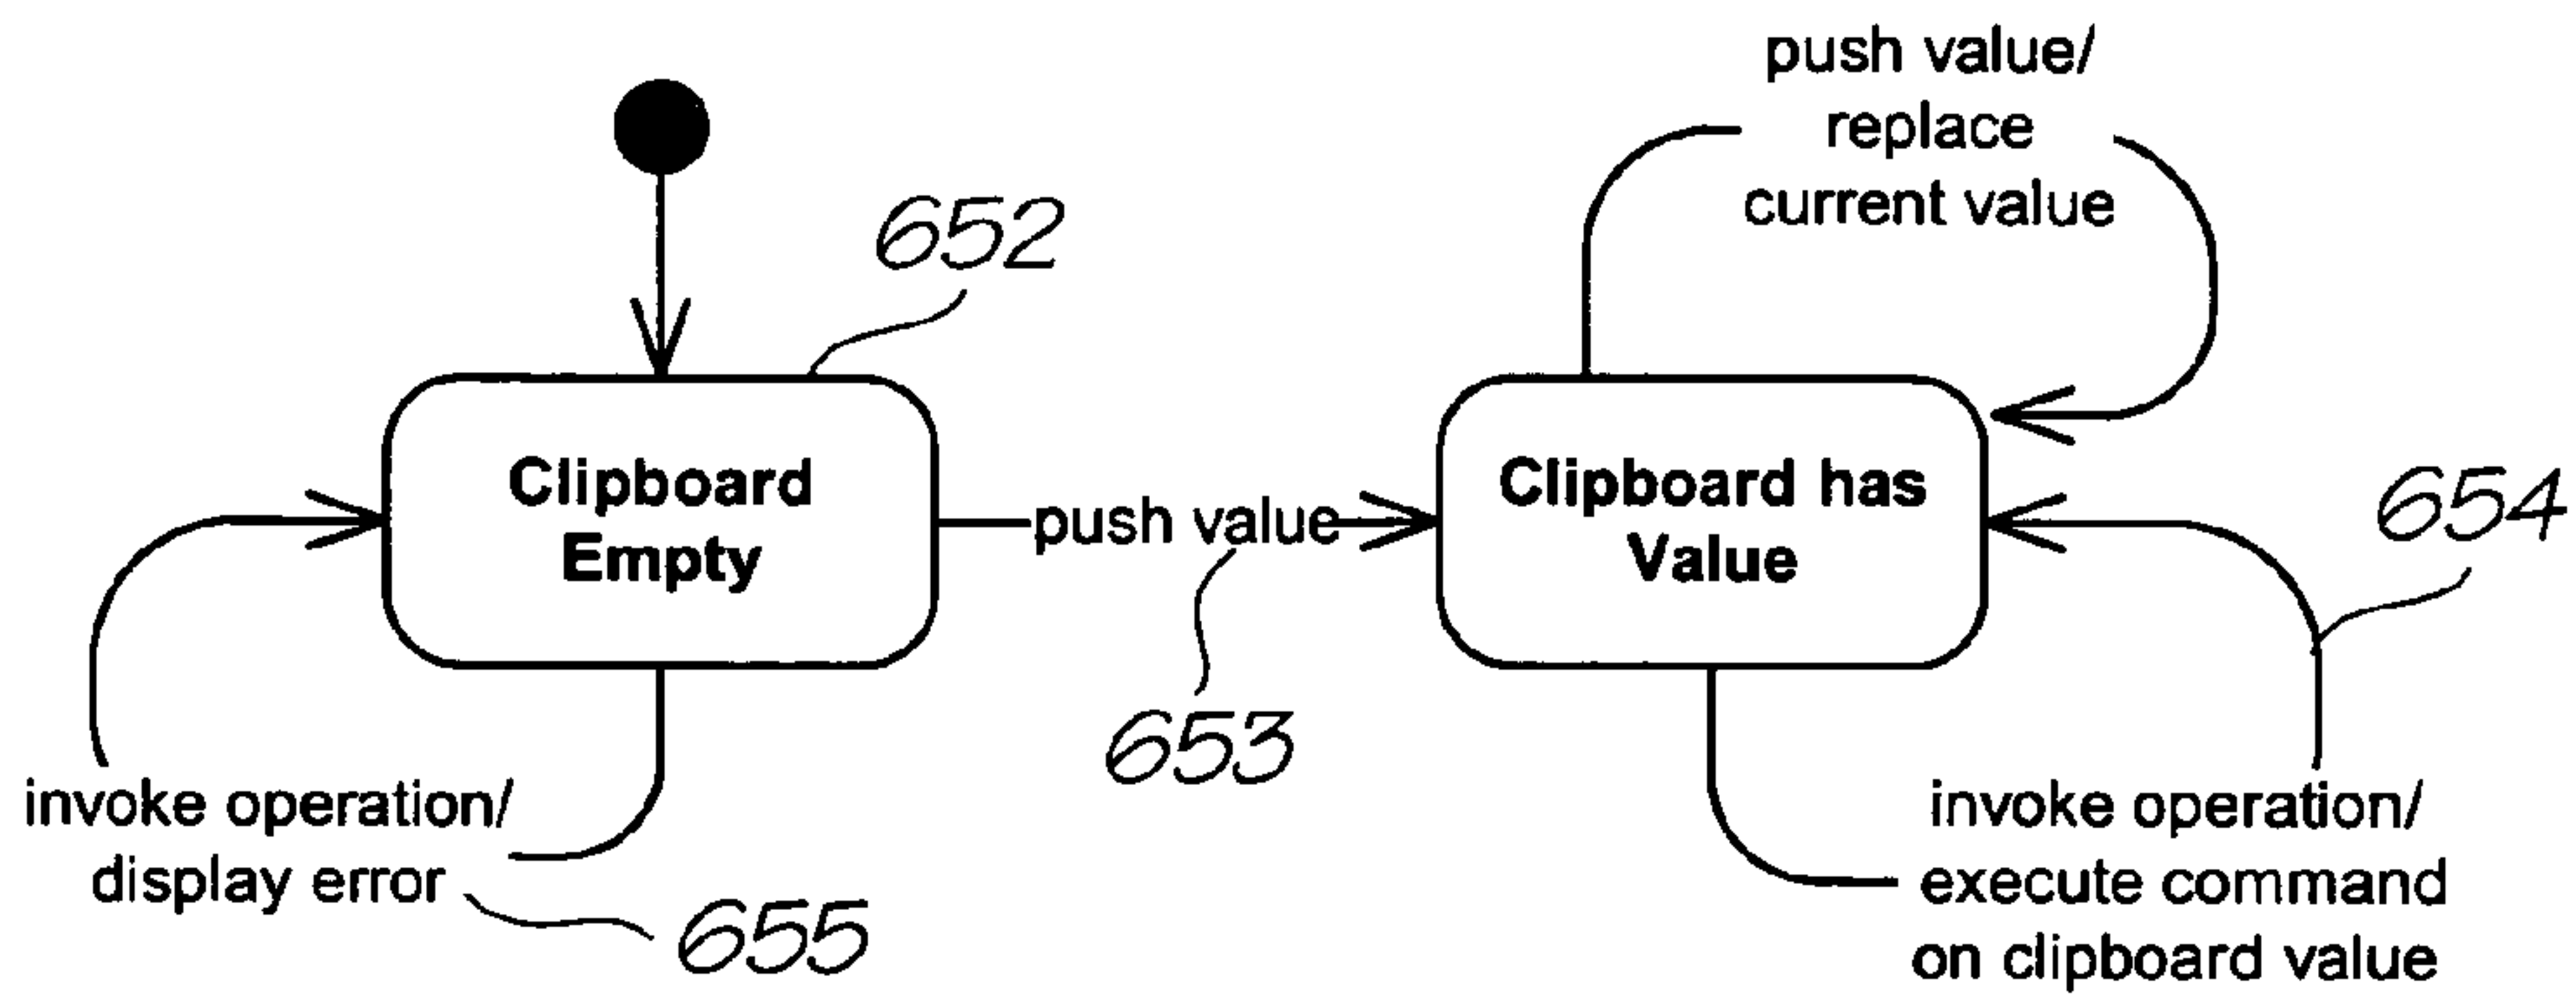 push value/
replace
current value
652
Clipboard
Empty
push value
Clipboard has
Value
654
653
invoke operation/
display error
655
invoke operation/
execute command
on clipboard value